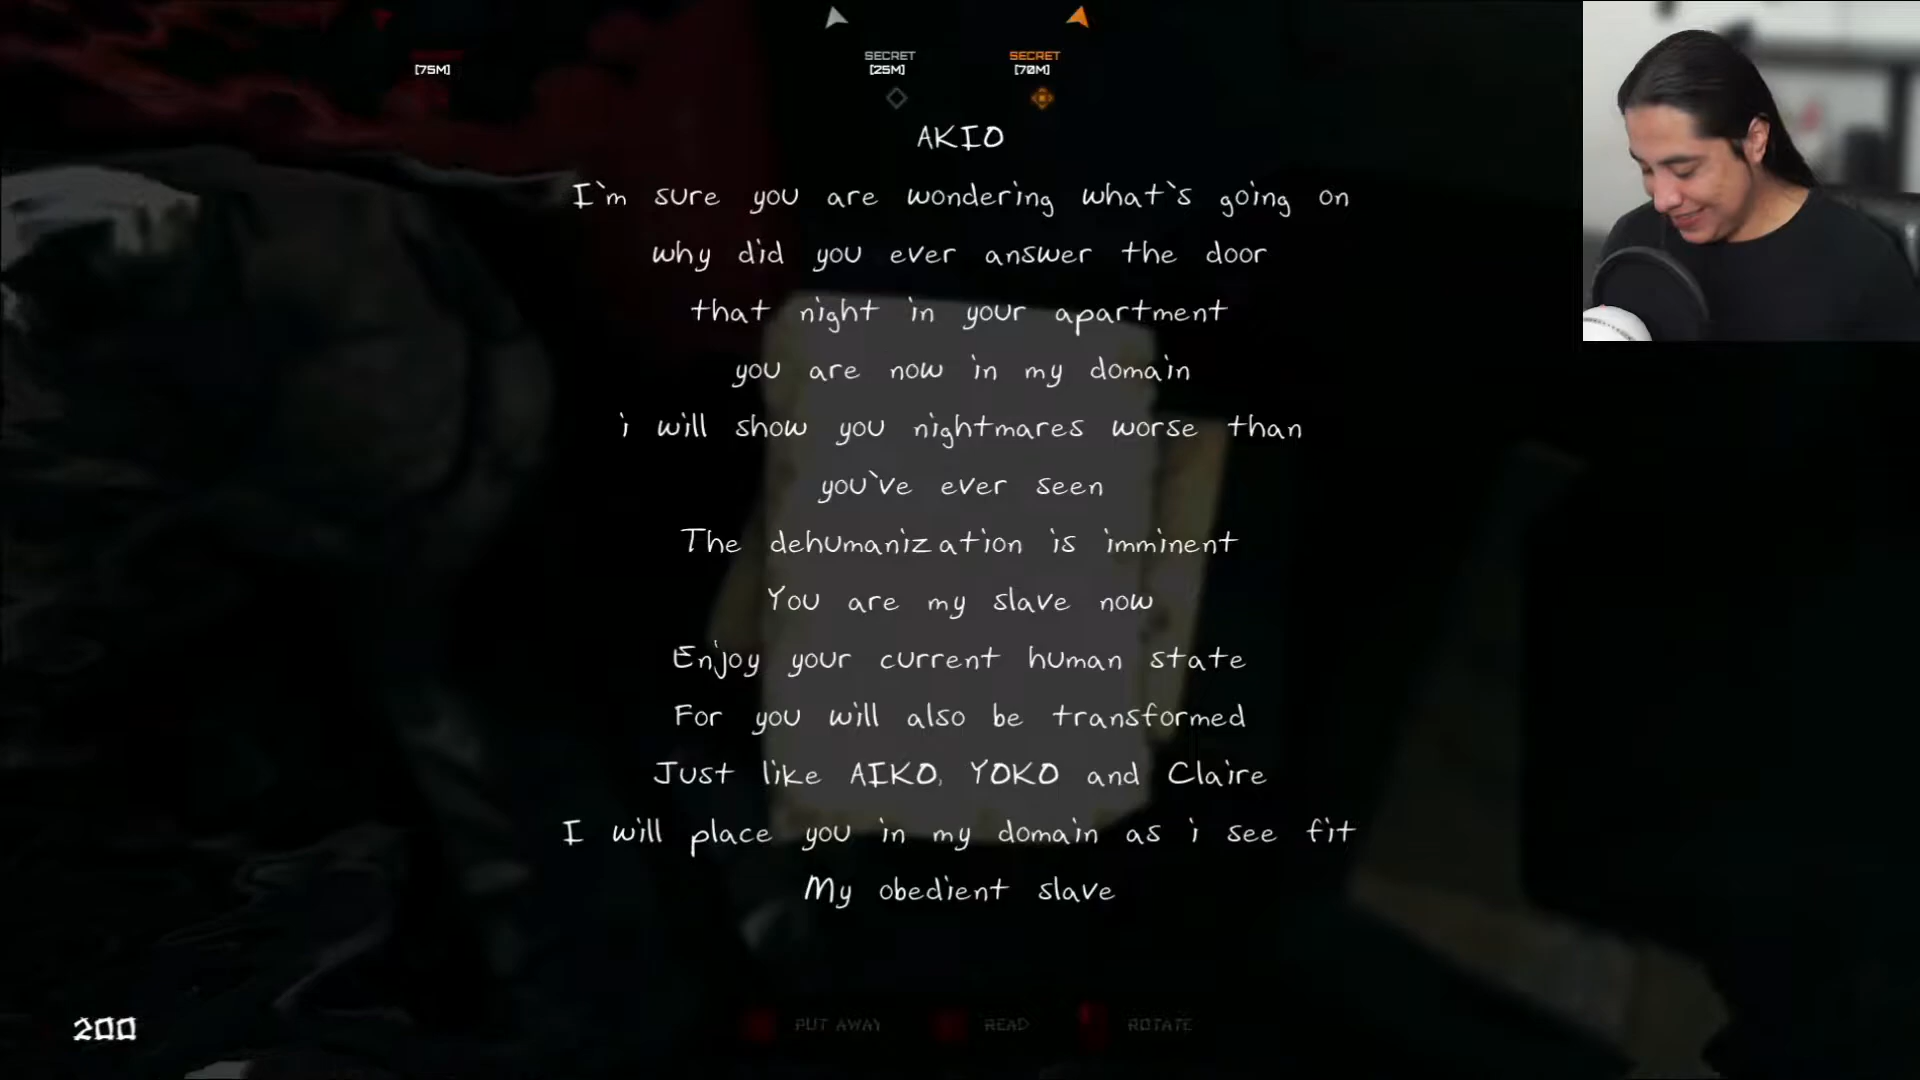 SECRET
[25M]
SECRET
[70M]
[75M]
AKIO
I`m sure you are wondering what`s going on
why did you ever answer the door
that night in your apartment
you are now in my domain
i will show you nightmares worse than
you`ve ever seen
The dehumanization is imminent
You are my slave now
Enjoy your current human state
For you will also be transformed
Just like AIKO, YOKO and Claire
I will place you in my domain as i see fit
My obedient slave
200
PUT AWAY
READ
ROTATE